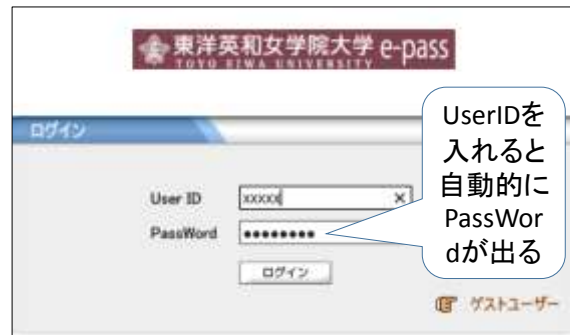 東洋英和女学院大学 e-pass
TOYO EIWA UNIVERSITY
ログイン
UserIDを
入れると
自動的に
PassWor
dが出る
User ID xxxxx ×
PassWord ●●●●●●●●
ログイン
ゲストユーザー